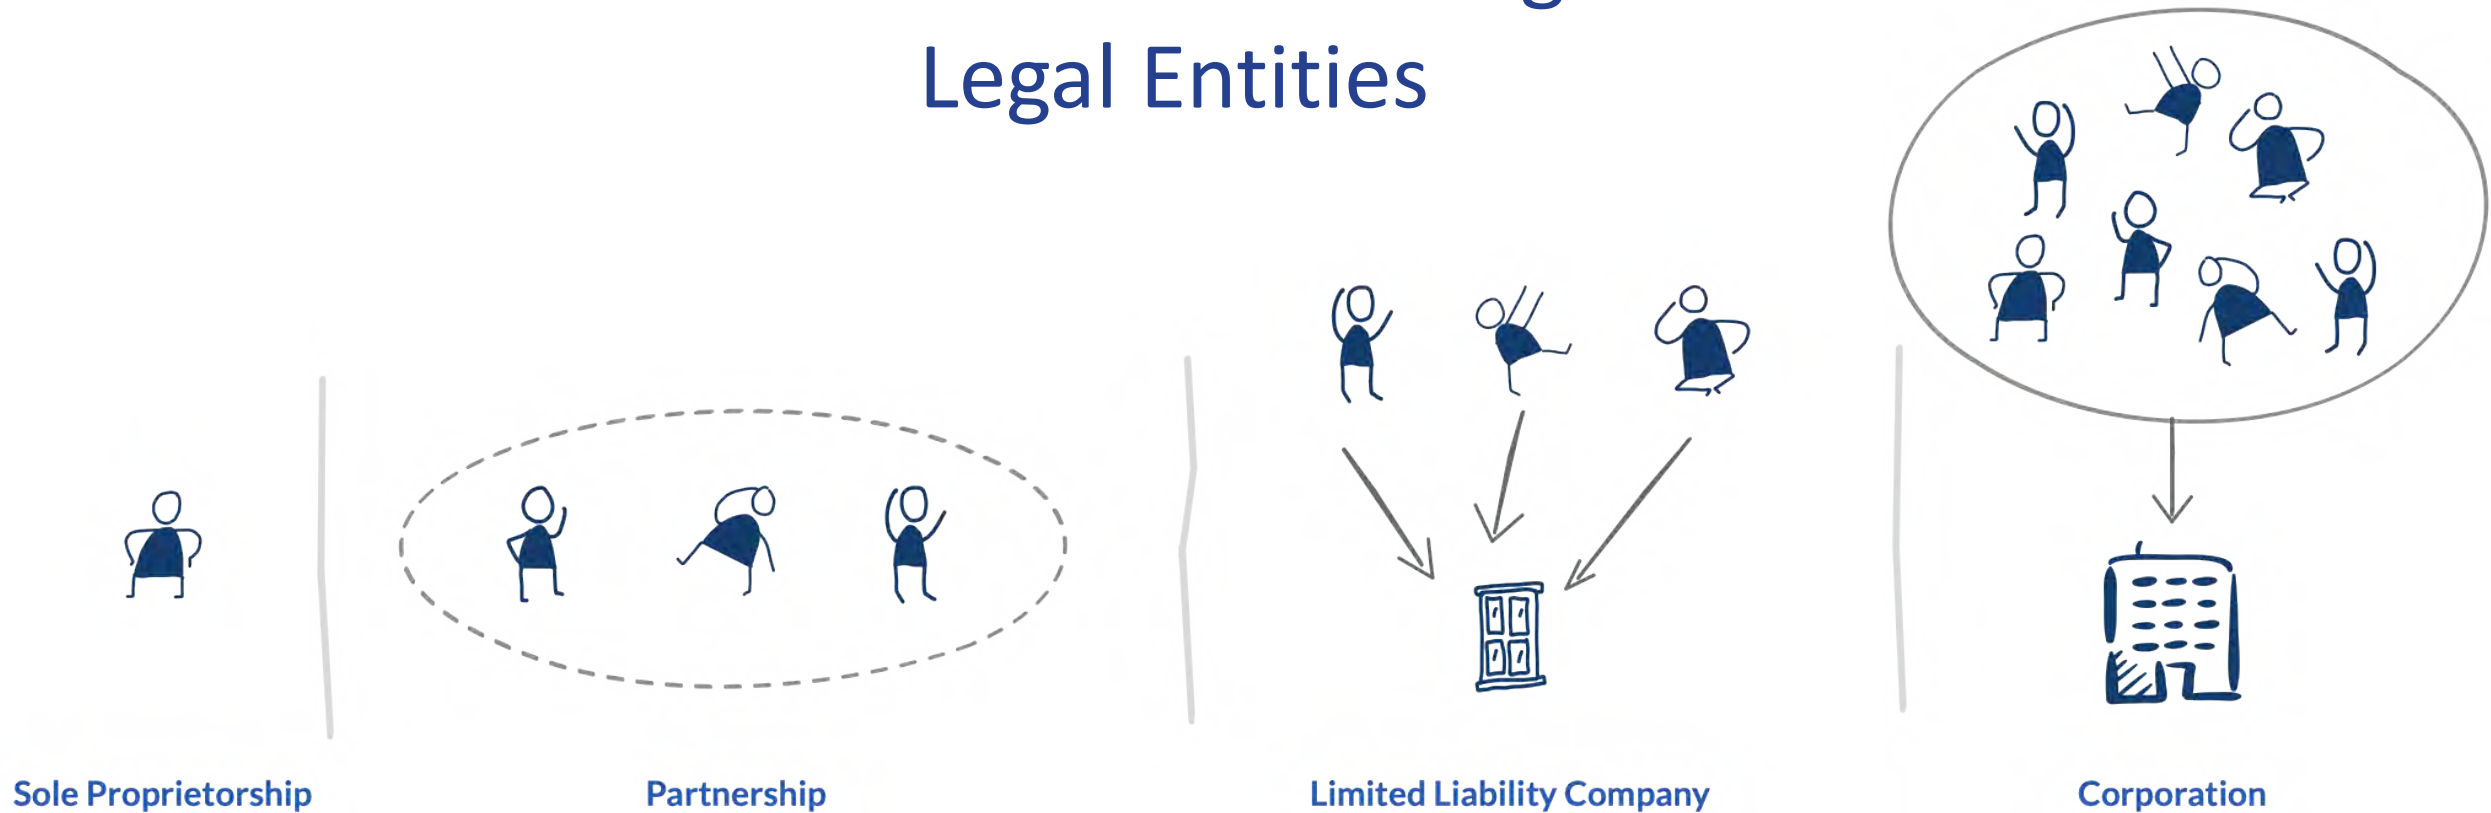 Legal Entities
Sole Proprietorship
Partnership
Limited Liability Company
Corporation